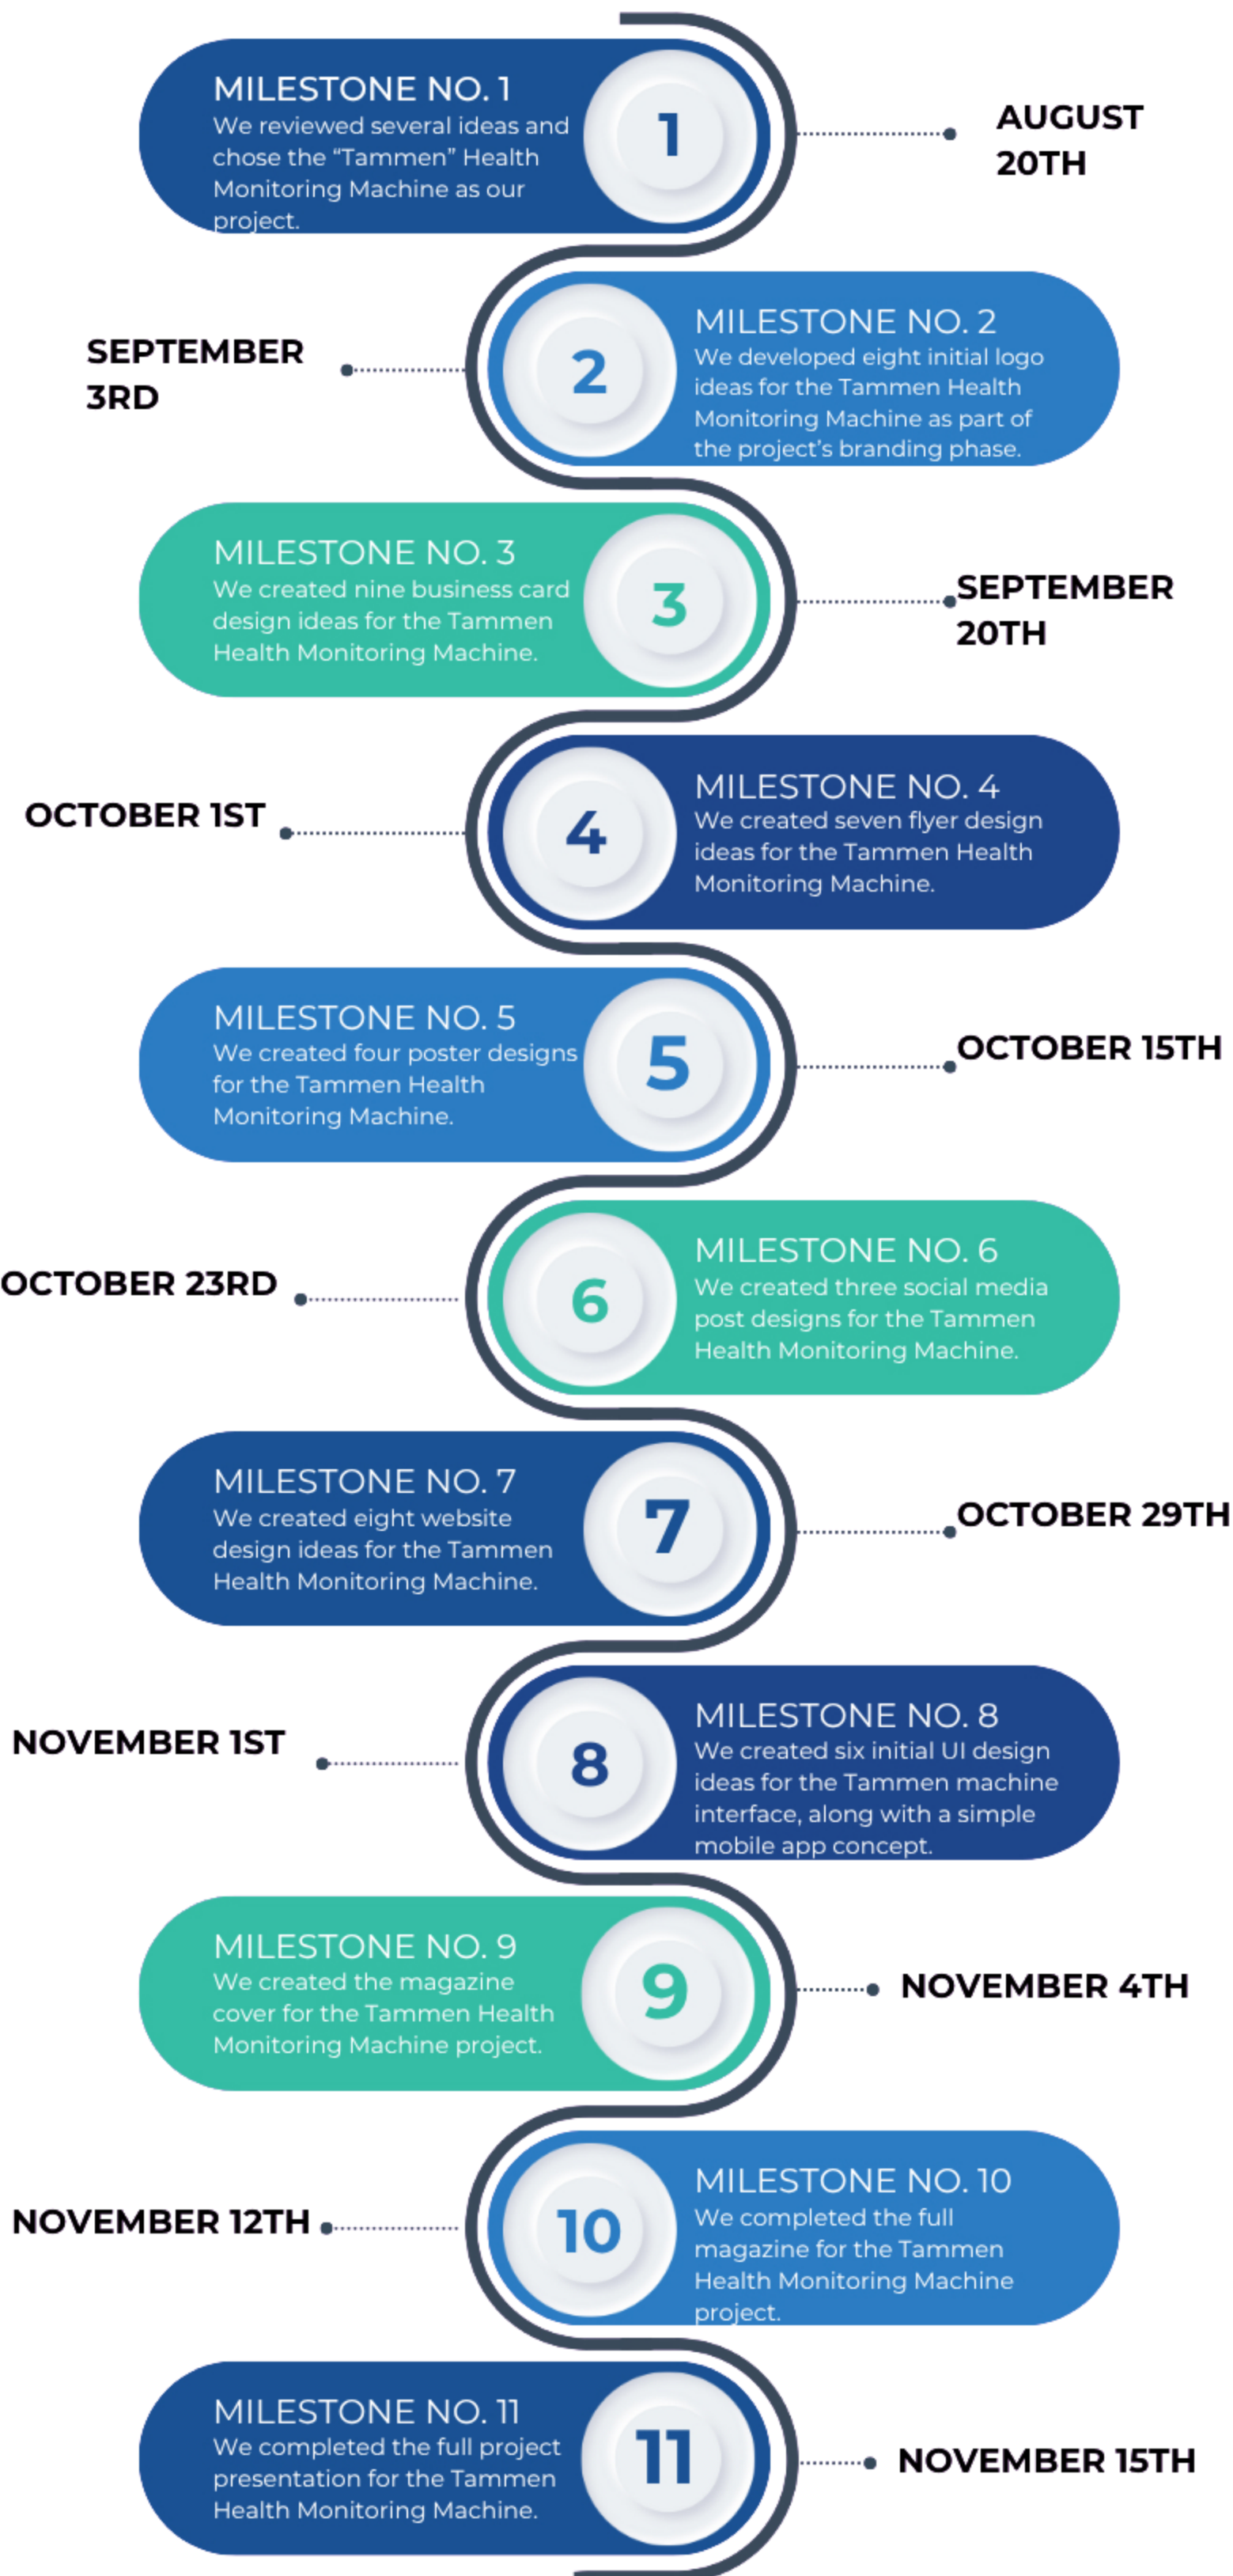 MILESTONE NO. 1
We reviewed several ideas and
chose the “Tammen” Health
Monitoring Machine as our
project.
1
AUGUST
20TH
SEPTEMBER
3RD
2
MILESTONE NO. 2
We developed eight initial logo
ideas for the Tammen Health
Monitoring Machine as part of
the project’s branding phase.
MILESTONE NO. 3
We created nine business card
design ideas for the Tammen
Health Monitoring Machine.
3
SEPTEMBER
20TH
OCTOBER 1ST
4
MILESTONE NO. 4
We created seven flyer design
ideas for the Tammen Health
Monitoring Machine.
MILESTONE NO. 5
We created four poster designs
for the Tammen Health
Monitoring Machine.
5
OCTOBER 15TH
OCTOBER 23RD
6
MILESTONE NO. 6
We created three social media
post designs for the Tammen
Health Monitoring Machine.
MILESTONE NO. 7
We created eight website
design ideas for the Tammen
Health Monitoring Machine.
7
OCTOBER 29TH
NOVEMBER 1ST
8
MILESTONE NO. 8
We created six initial UI design
ideas for the Tammen machine
interface, along with a simple
mobile app concept.
MILESTONE NO. 9
We created the magazine
cover for the Tammen Health
Monitoring Machine project.
9
NOVEMBER 4TH
NOVEMBER 12TH
10
MILESTONE NO. 10
We completed the full
magazine for the Tammen
Health Monitoring Machine
project.
MILESTONE NO. 11
We completed the full project
presentation for the Tammen
Health Monitoring Machine.
11
NOVEMBER 15TH